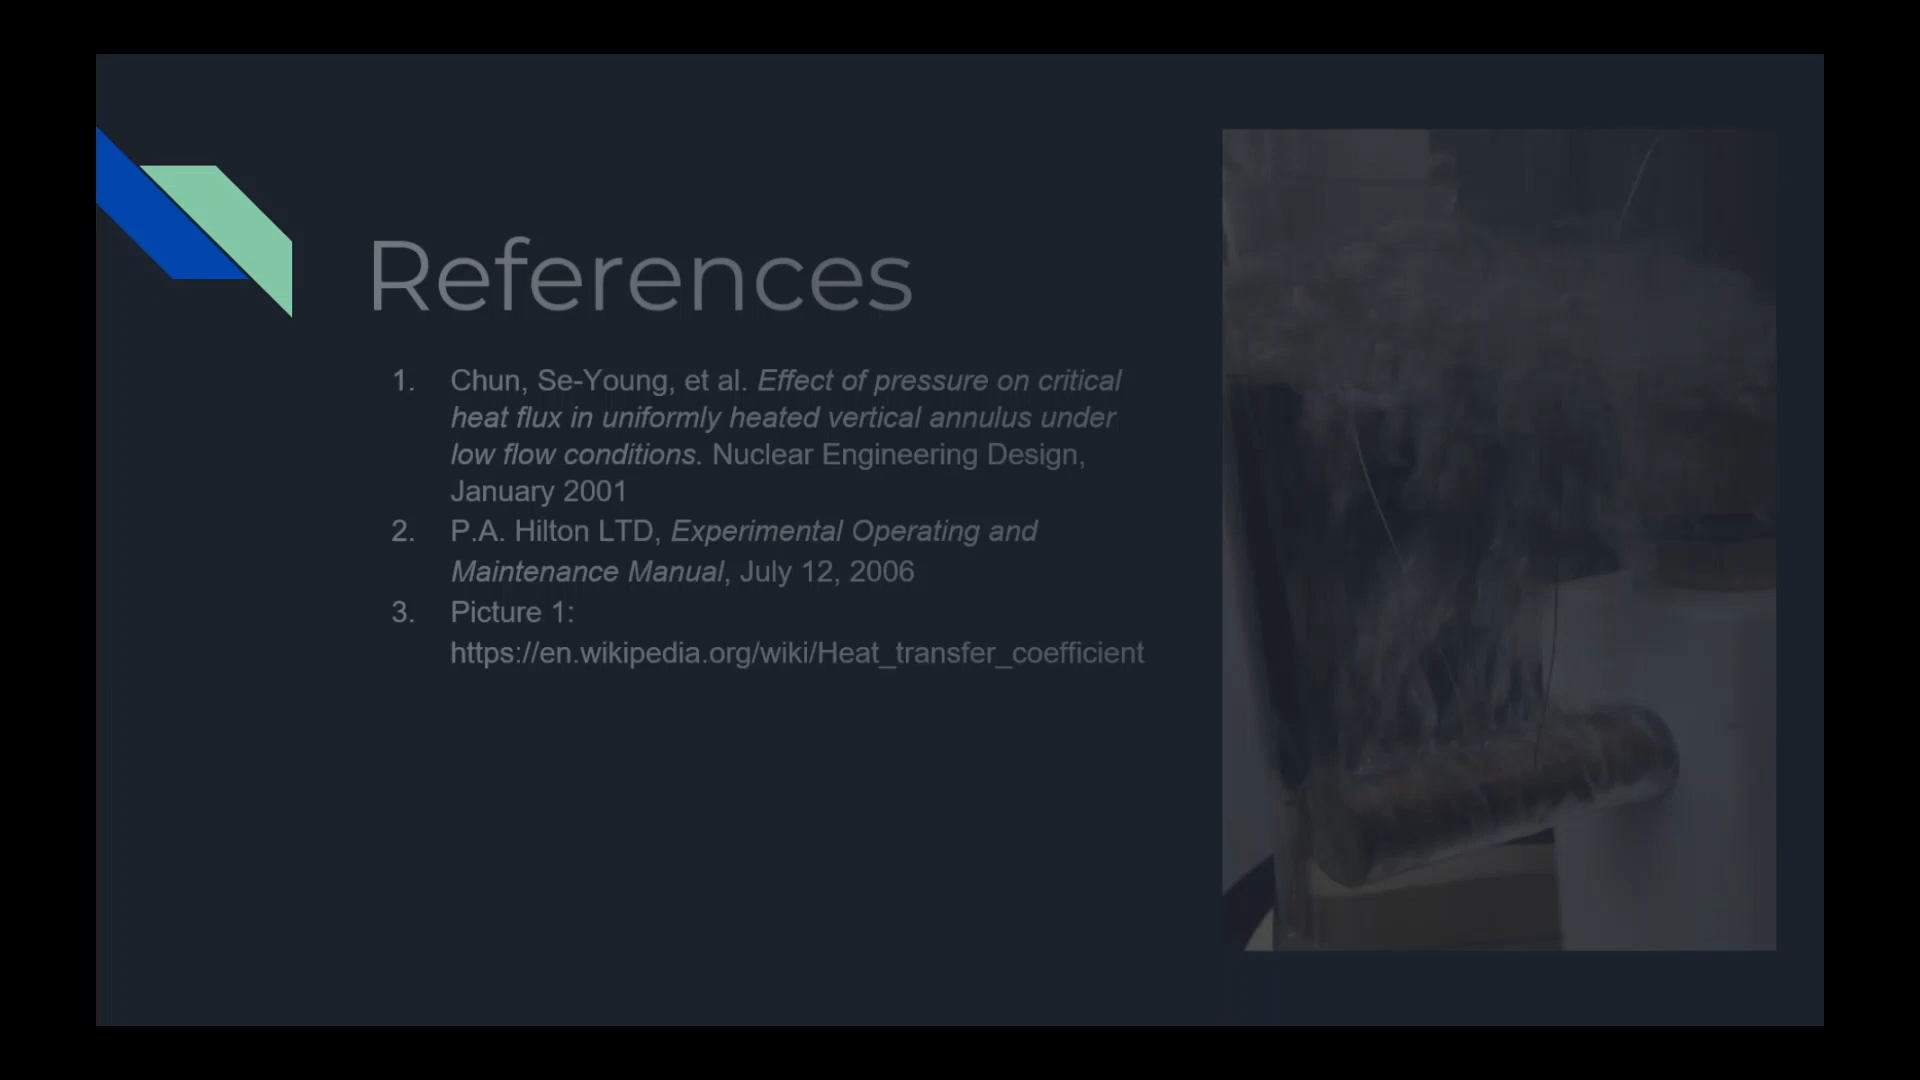 References
1. Chun, Se-Young, et al. Effect of pressure on critical
heat flux in uniformly heated vertical annulus under
low flow conditions. Nuclear Engineering Design,
January 2001
2. P.A. Hilton LTD, Experimental Operating and
Maintenance Manual, July 12, 2006
3. Picture 1:
https://en.wikipedia.org/wiki/Heat_transfer_coefficient